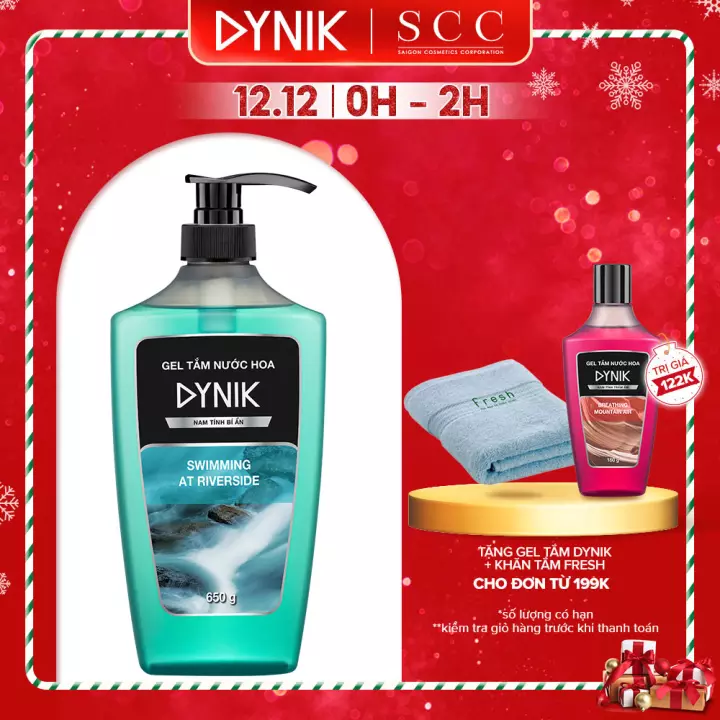 DYNIK | SCC
SAIGON COSMETICS CORPORATION
12.12 | 0H - 2H
GEL TẮM NƯỚC HOA
DYNIK
NAM TÍNH BÍ ẨN
SWIMMING
AT RIVERSIDE
650 g
Fresh
GEL TẮM NƯỚC HOA
DYNIK
BREATHING
MOUNTAIN AIR
150 g
TRỊ GIÁ
122K
TẶNG GEL TẮM DYNIK
+ KHĂN TẮM FRESH
CHO ĐƠN TỪ 199K
*số lượng có hạn
**kiểm tra giỏ hàng trước khi thanh toán